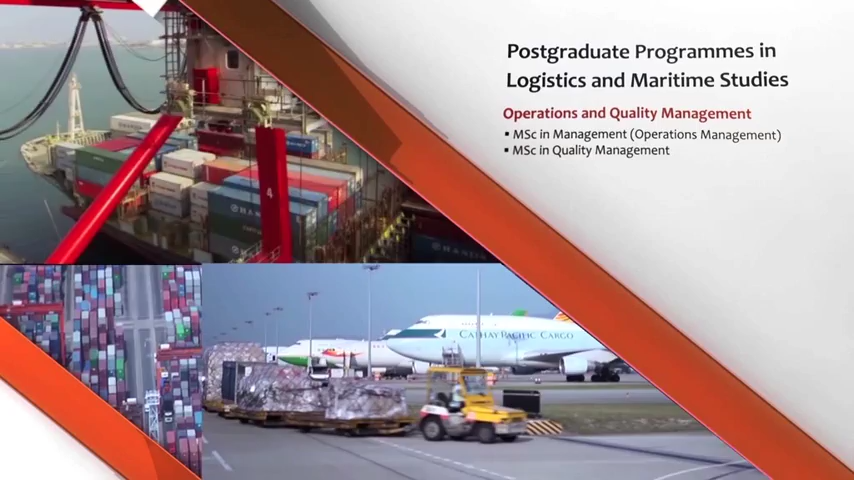 Postgraduate Programmes in
Logistics and Maritime Studies
Operations and Quality Management
▪ MSc in Management (Operations Management)
▪ MSc in Quality Management
4
HANJIN
CATHAY PACIFIC CARGO